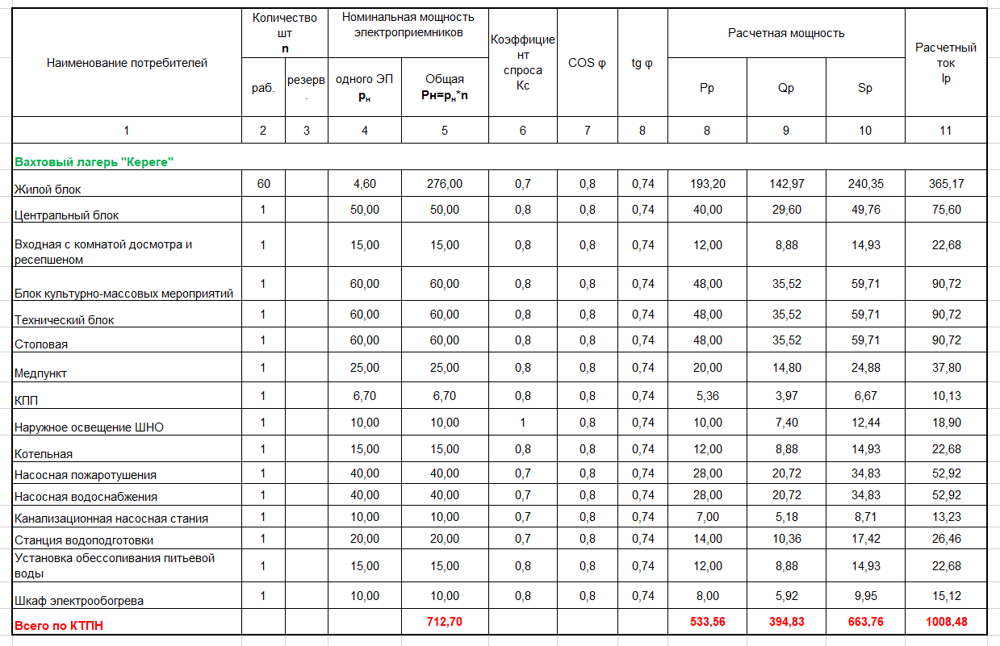 Наименование потребителей
Количество
шт
n
Номинальная мощность
электроприемников
Коэффицие
нт
спроса
Кс
COS φ
tg φ
Расчетная мощность
Расчетный
ток
Iр
раб.
резерв
.
одного ЭП
рн
Общая
Рн=рн*n
Рр
Qр
Sр
1 2 3 4 5 6 7 8 8 9 10 11
Вахтовый лагерь "Кереге"
Жилой блок 60 4,60 276,00 0,7 0,8 0,74 193,20 142,97 240,35 365,17
Центральный блок 1 50,00 50,00 0,8 0,8 0,74 40,00 29,60 49,76 75,60
Входная с комнатой досмотра и
ресепшеном 1 15,00 15,00 0,8 0,8 0,74 12,00 8,88 14,93 22,68
Блок культурно-массовых мероприятий 1 60,00 60,00 0,8 0,8 0,74 48,00 35,52 59,71 90,72
Технический блок 1 60,00 60,00 0,8 0,8 0,74 48,00 35,52 59,71 90,72
Столовая 1 60,00 60,00 0,8 0,8 0,74 48,00 35,52 59,71 90,72
Медпункт 1 25,00 25,00 0,8 0,8 0,74 20,00 14,80 24,88 37,80
КПП 1 6,70 6,70 0,8 0,8 0,74 5,36 3,97 6,67 10,13
Наружное освещение ШНО 1 10,00 10,00 1 0,8 0,74 10,00 7,40 12,44 18,90
Котельная 1 15,00 15,00 0,8 0,8 0,74 12,00 8,88 14,93 22,68
Насосная пожаротушения 1 40,00 40,00 0,7 0,8 0,74 28,00 20,72 34,83 52,92
Насосная водоснабжения 1 40,00 40,00 0,7 0,8 0,74 28,00 20,72 34,83 52,92
Канализационная насосная стания 1 10,00 10,00 0,7 0,8 0,74 7,00 5,18 8,71 13,23
Станция водоподготовки 1 20,00 20,00 0,7 0,8 0,74 14,00 10,36 17,42 26,46
Установка обессоливания питьевой
воды 1 15,00 15,00 0,8 0,8 0,74 12,00 8,88 14,93 22,68
Шкаф электрообогрева 1 10,00 10,00 0,8 0,8 0,74 8,00 5,92 9,95 15,12
Всего по КТПН 712,70 533,56 394,83 663,76 1008,48